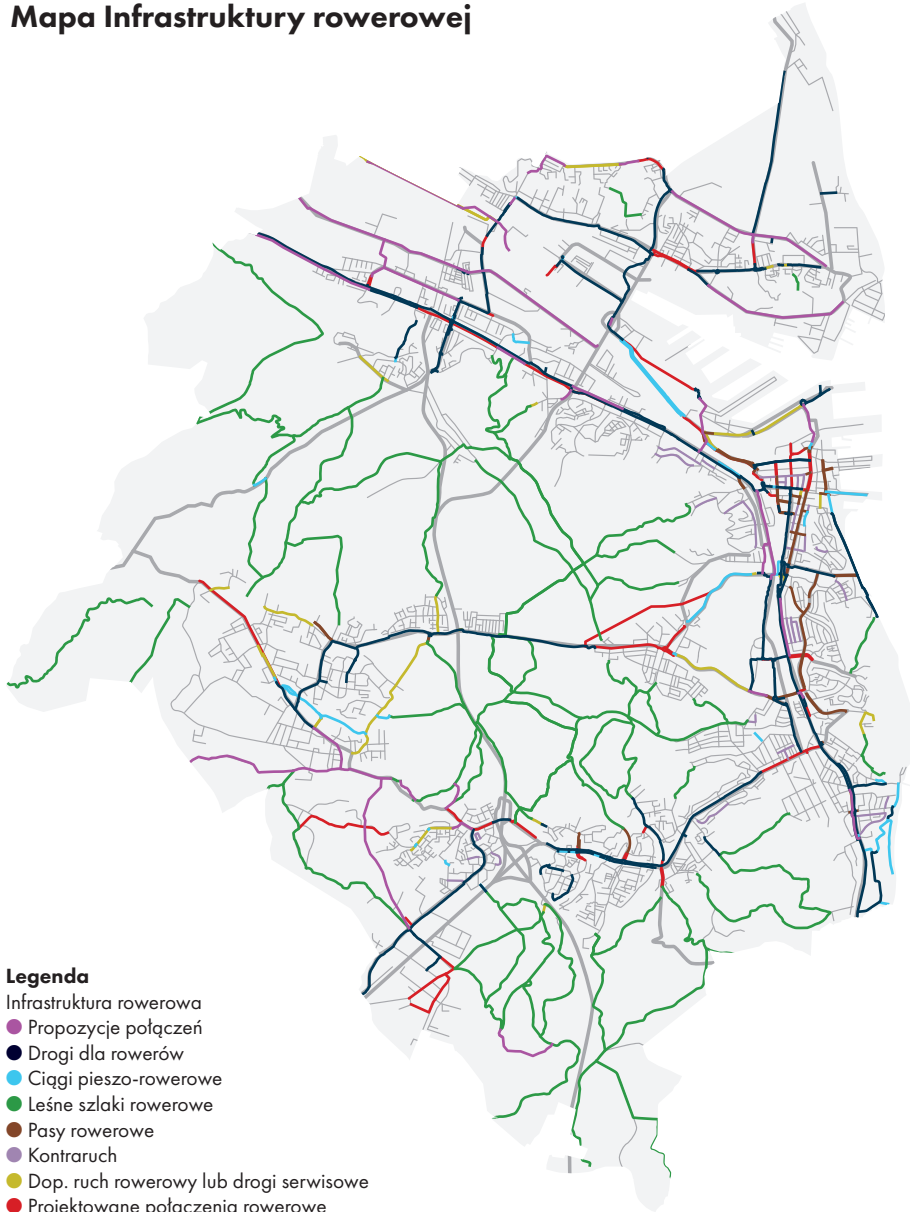 Mapa Infrastruktury rowerowej
Legenda
Infrastruktura rowerowa
Propozycje połączeń
Drogi dla rowerów
Ciągi pieszo-rowerowe
Leśne szlaki rowerowe
Pasy rowerowe
Kontraruch
Dop. ruch rowerowy lub drogi serwisowe
Projektowane połączenia rowerowe